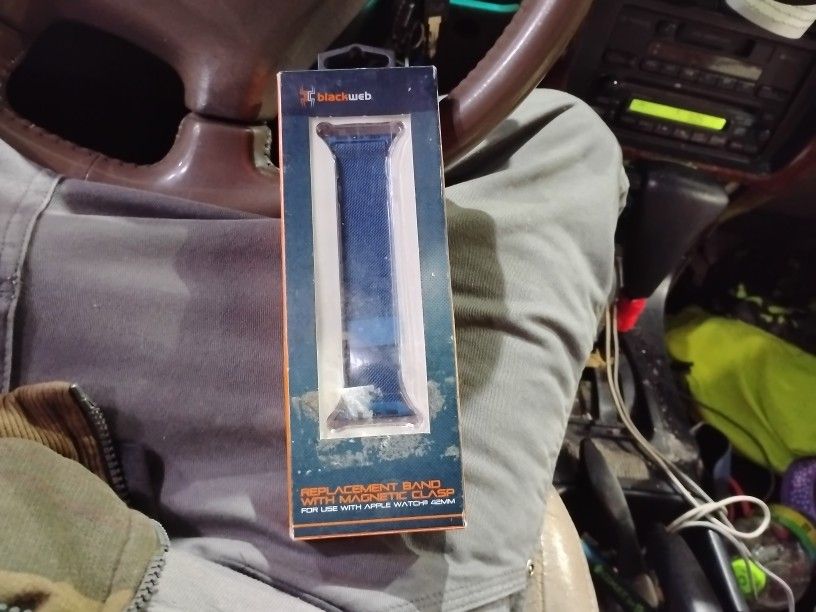 blackweb
REPLACEMENT BAND
WITH MAGNETIC CLASP
FOR USE WITH APPLE WATCH® 42MM